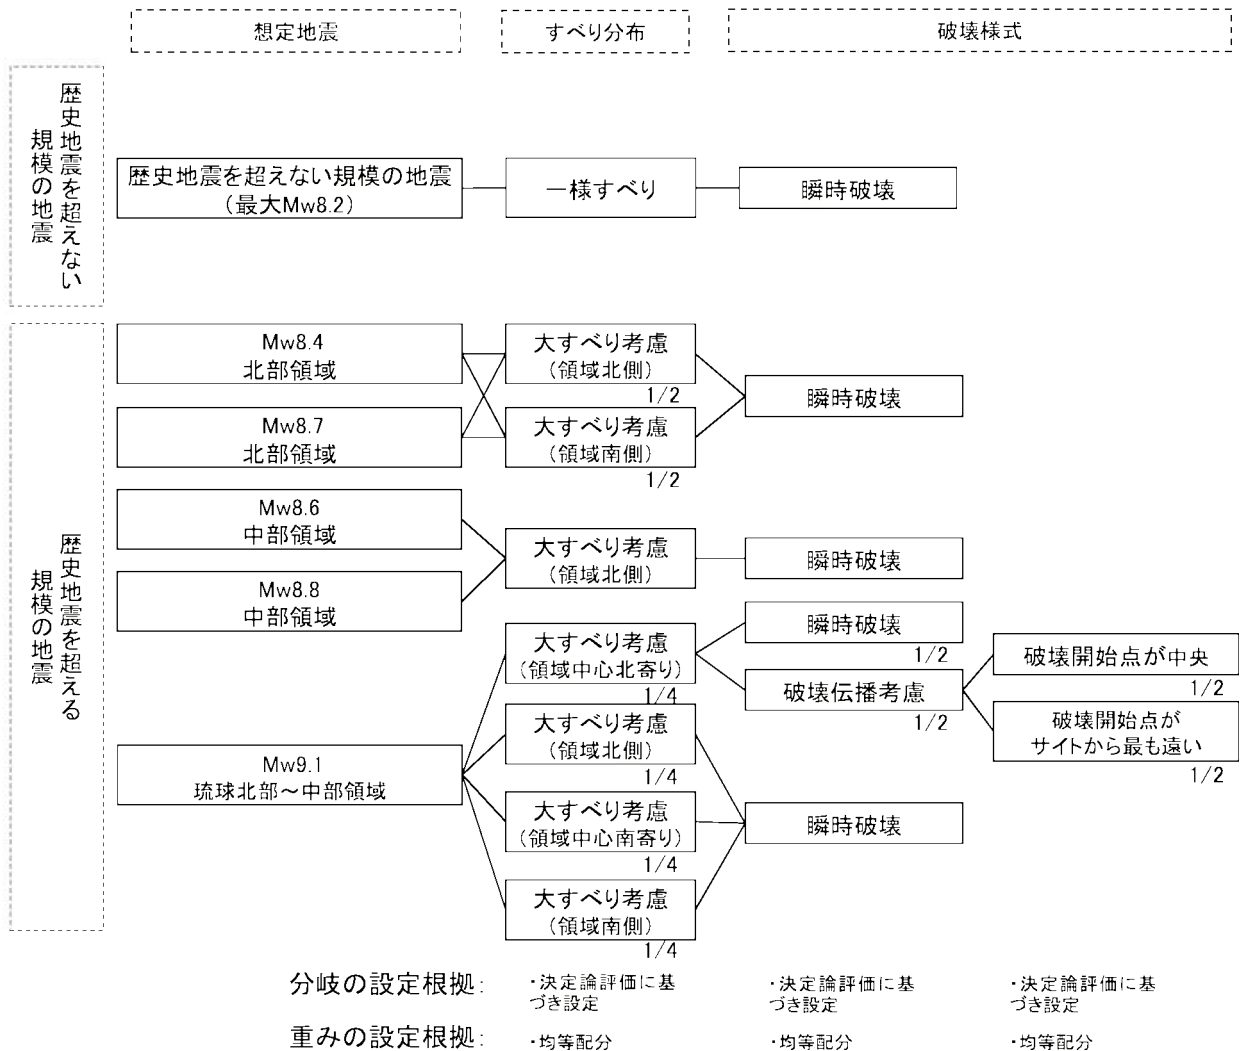 想定地震
すべり分布
破壊様式
歴史地震を超えない
規模の地震
歴史地震を超えない規模の地震
(最大Mw8.2)
一様すべり
瞬時破壊
歴史地震を超える
規模の地震
Mw8.4
北部領域
Mw8.7
北部領域
大すべり考慮
(領域北側)
1/2
大すべり考慮
(領域南側)
1/2
瞬時破壊
Mw8.6
中部領域
Mw8.8
中部領域
大すべり考慮
(領域北側)
瞬時破壊
Mw9.1
琉球北部～中部領域
大すべり考慮
(領域中心北寄り)
1/4
瞬時破壊
1/2
破壊伝播考慮
1/2
破壊開始点が中央
1/2
破壊開始点が
サイトから最も遠い
1/2
大すべり考慮
(領域北側)
1/4
大すべり考慮
(領域中心南寄り)
1/4
大すべり考慮
(領域南側)
1/4
瞬時破壊
分岐の設定根拠:
・決定論評価に基
づき設定
・決定論評価に基
づき設定
・決定論評価に基
づき設定
重みの設定根拠:
・均等配分
・均等配分
・均等配分